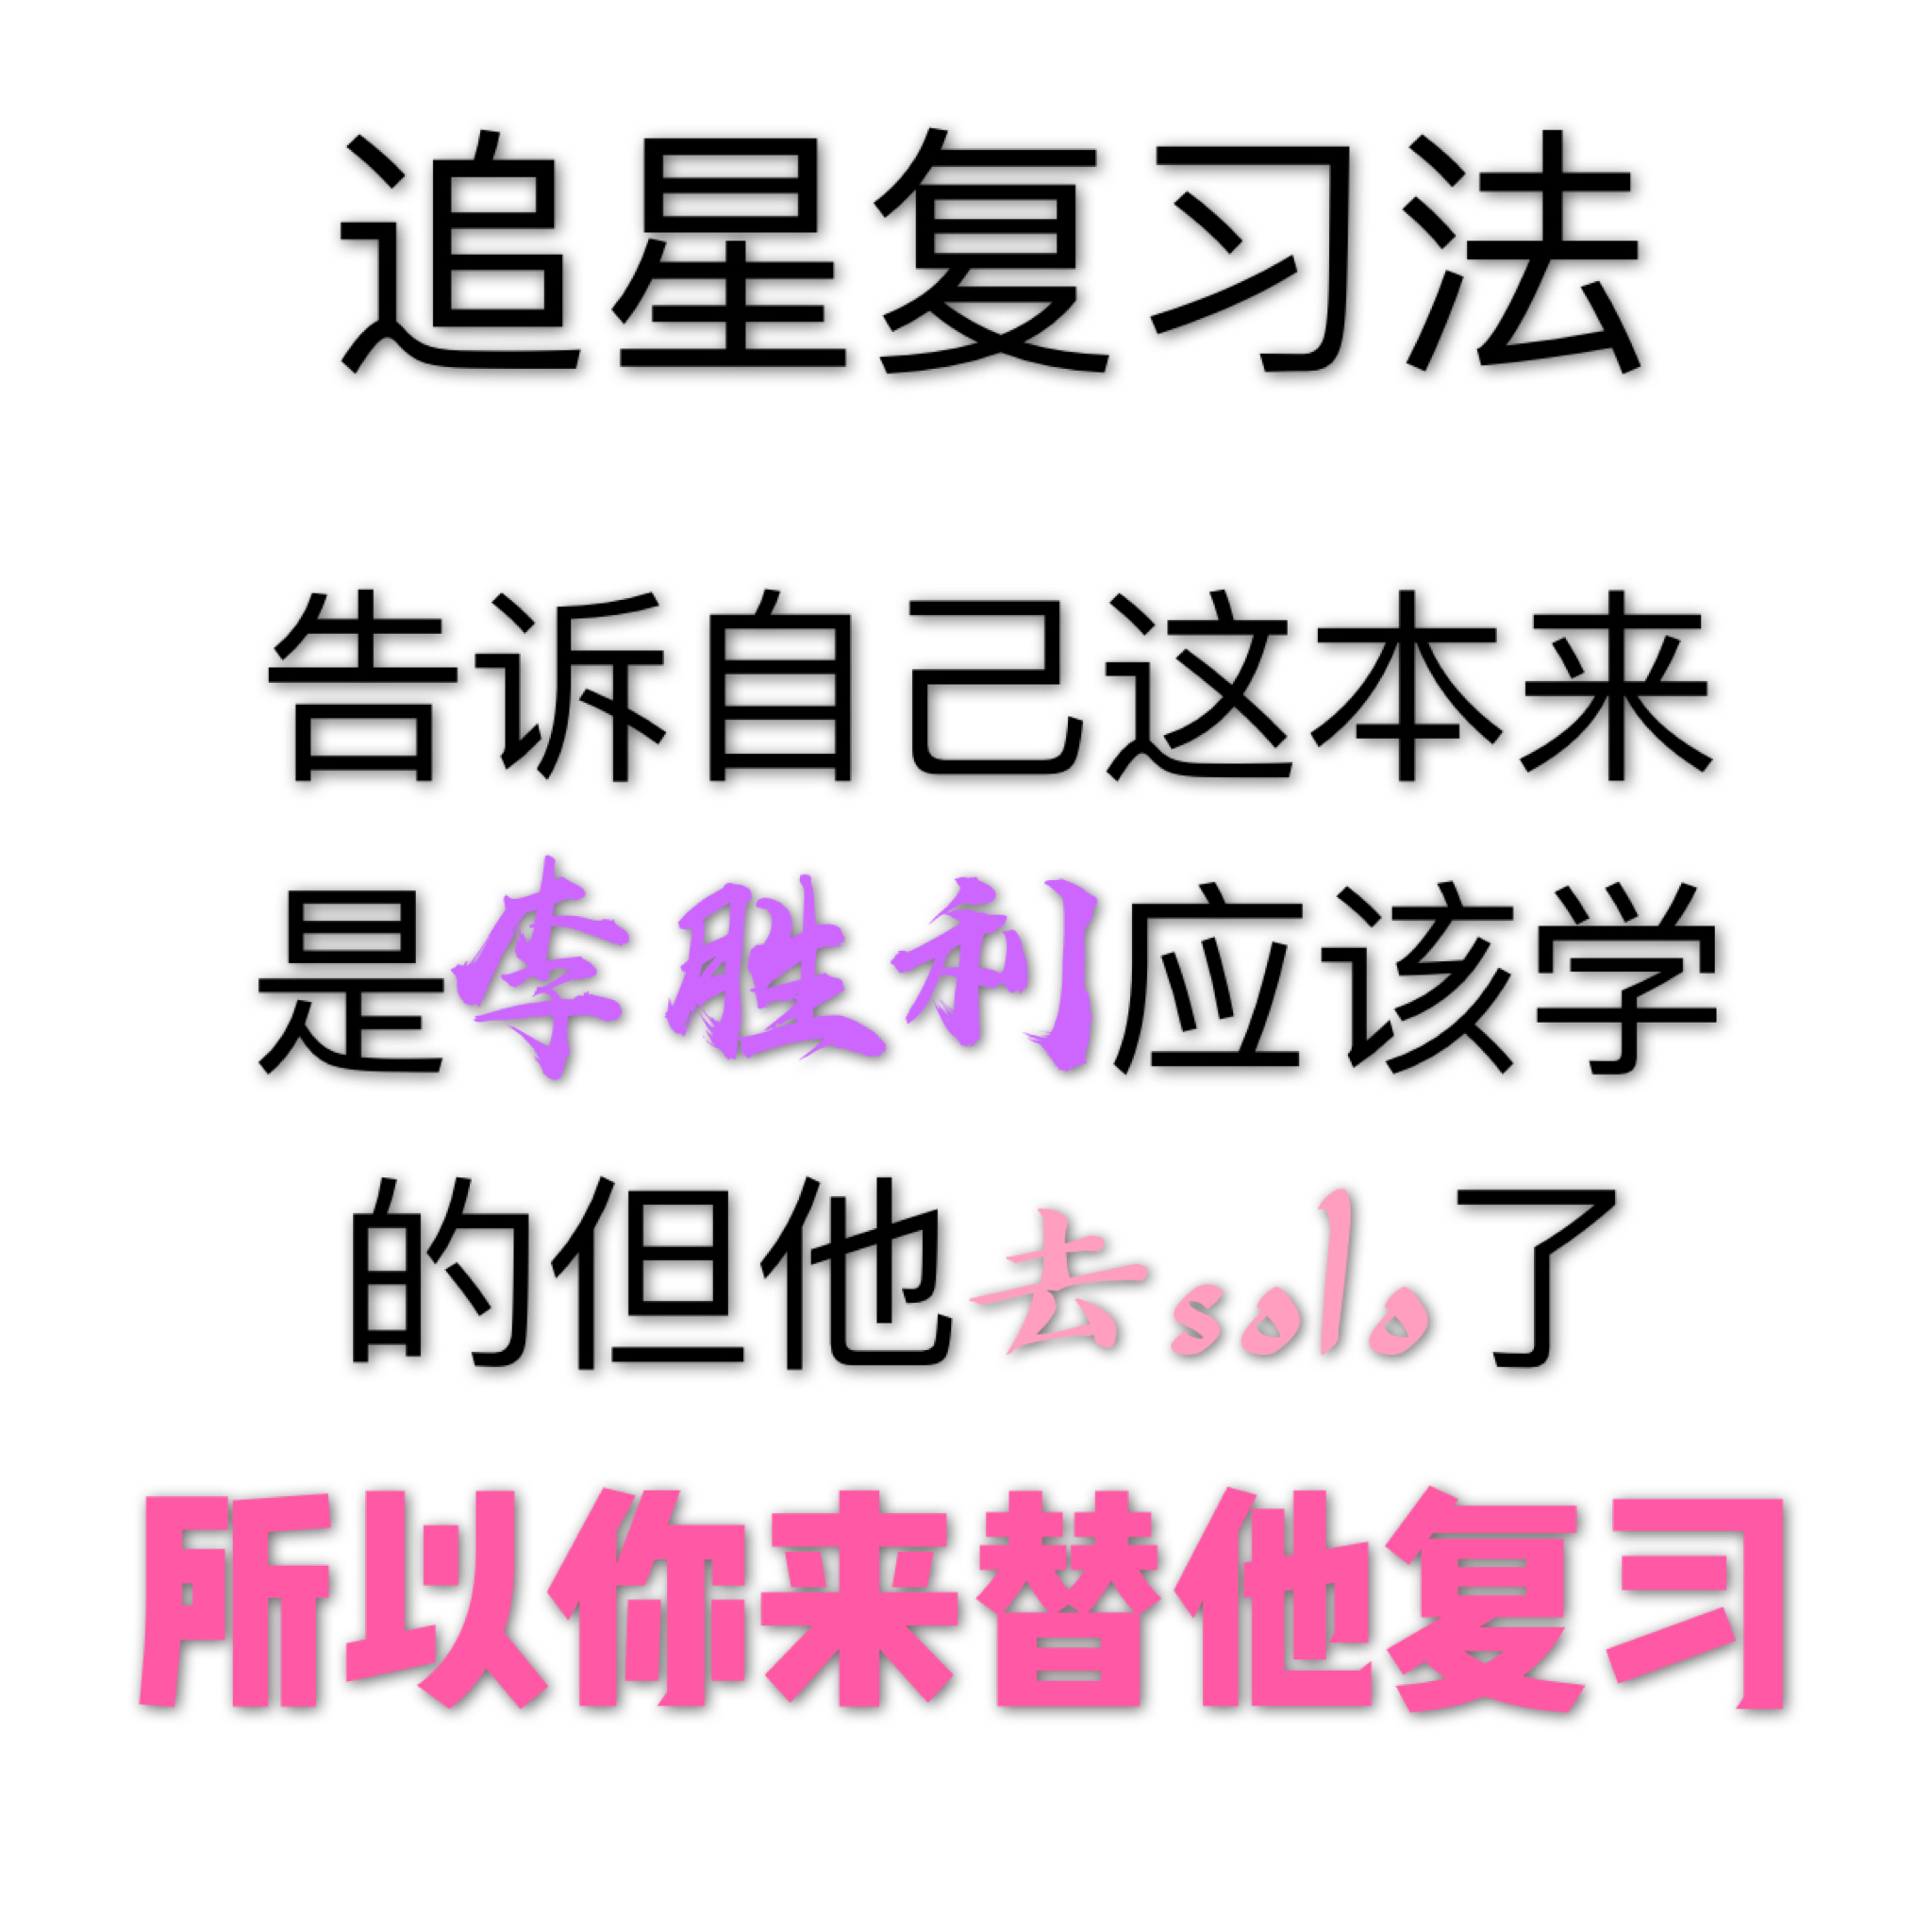 追星复习法
告诉自己这本来
是李胜利应该学
的但他去solo了
所以你来替他复习